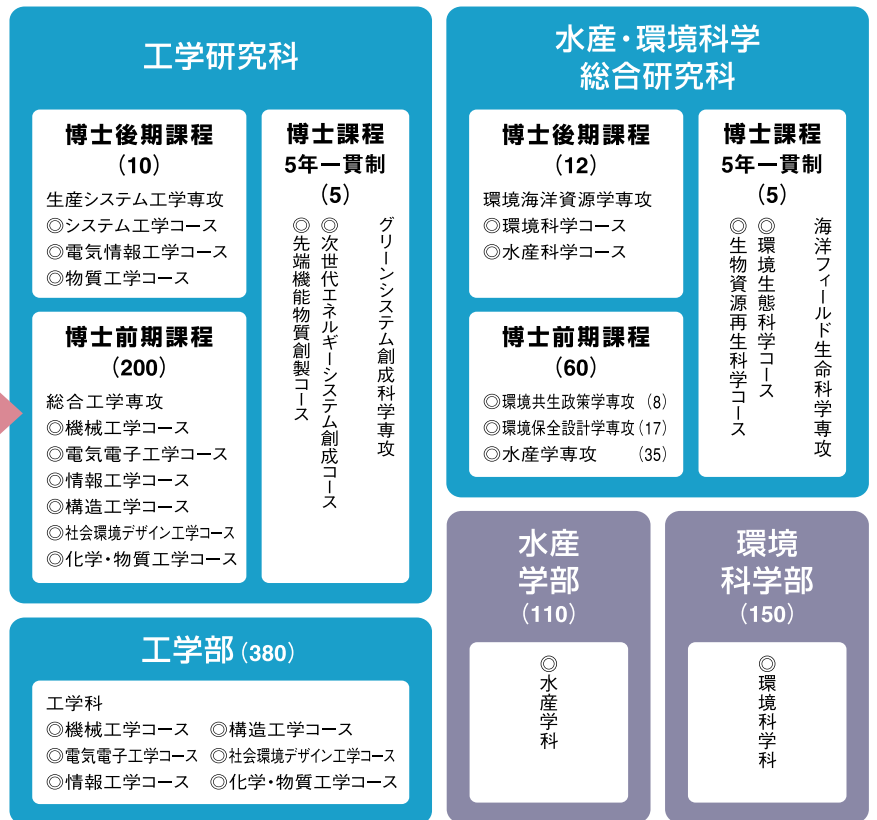 工学研究科
博士後期課程
(10)
生産システム工学専攻
◎システム工学コース
◎電気情報工学コース
◎物質工学コース
博士前期課程
(200)
総合工学専攻
◎機械工学コース
◎電気電子工学コース
◎情報工学コース
◎構造工学コース
◎社会環境デザイン工学コース
◎化学・物質工学コース
博士課程
5年一貫制
(5)
グリーンシステム創成科学専攻
◎次世代エネルギーシステム創成コース
◎先端機能物質創製コース
水産・環境科学
総合研究科
博士後期課程
(12)
環境海洋資源学専攻
◎環境科学コース
◎水産科学コース
博士前期課程
(60)
◎環境共生政策学専攻 (8)
◎環境保全設計学専攻 (17)
◎水産学専攻 (35)
博士課程
5年一貫制
(5)
海洋フィールド生命科学専攻
◎環境生態科学コース
◎生物資源再生科学コース
工学部 (380)
工学科
◎機械工学コース ◎構造工学コース
◎電気電子工学コース ◎社会環境デザイン工学コース
◎情報工学コース ◎化学・物質工学コース
水産
学部
(110)
◎水産学科
環境
科学部
(150)
◎環境科学科